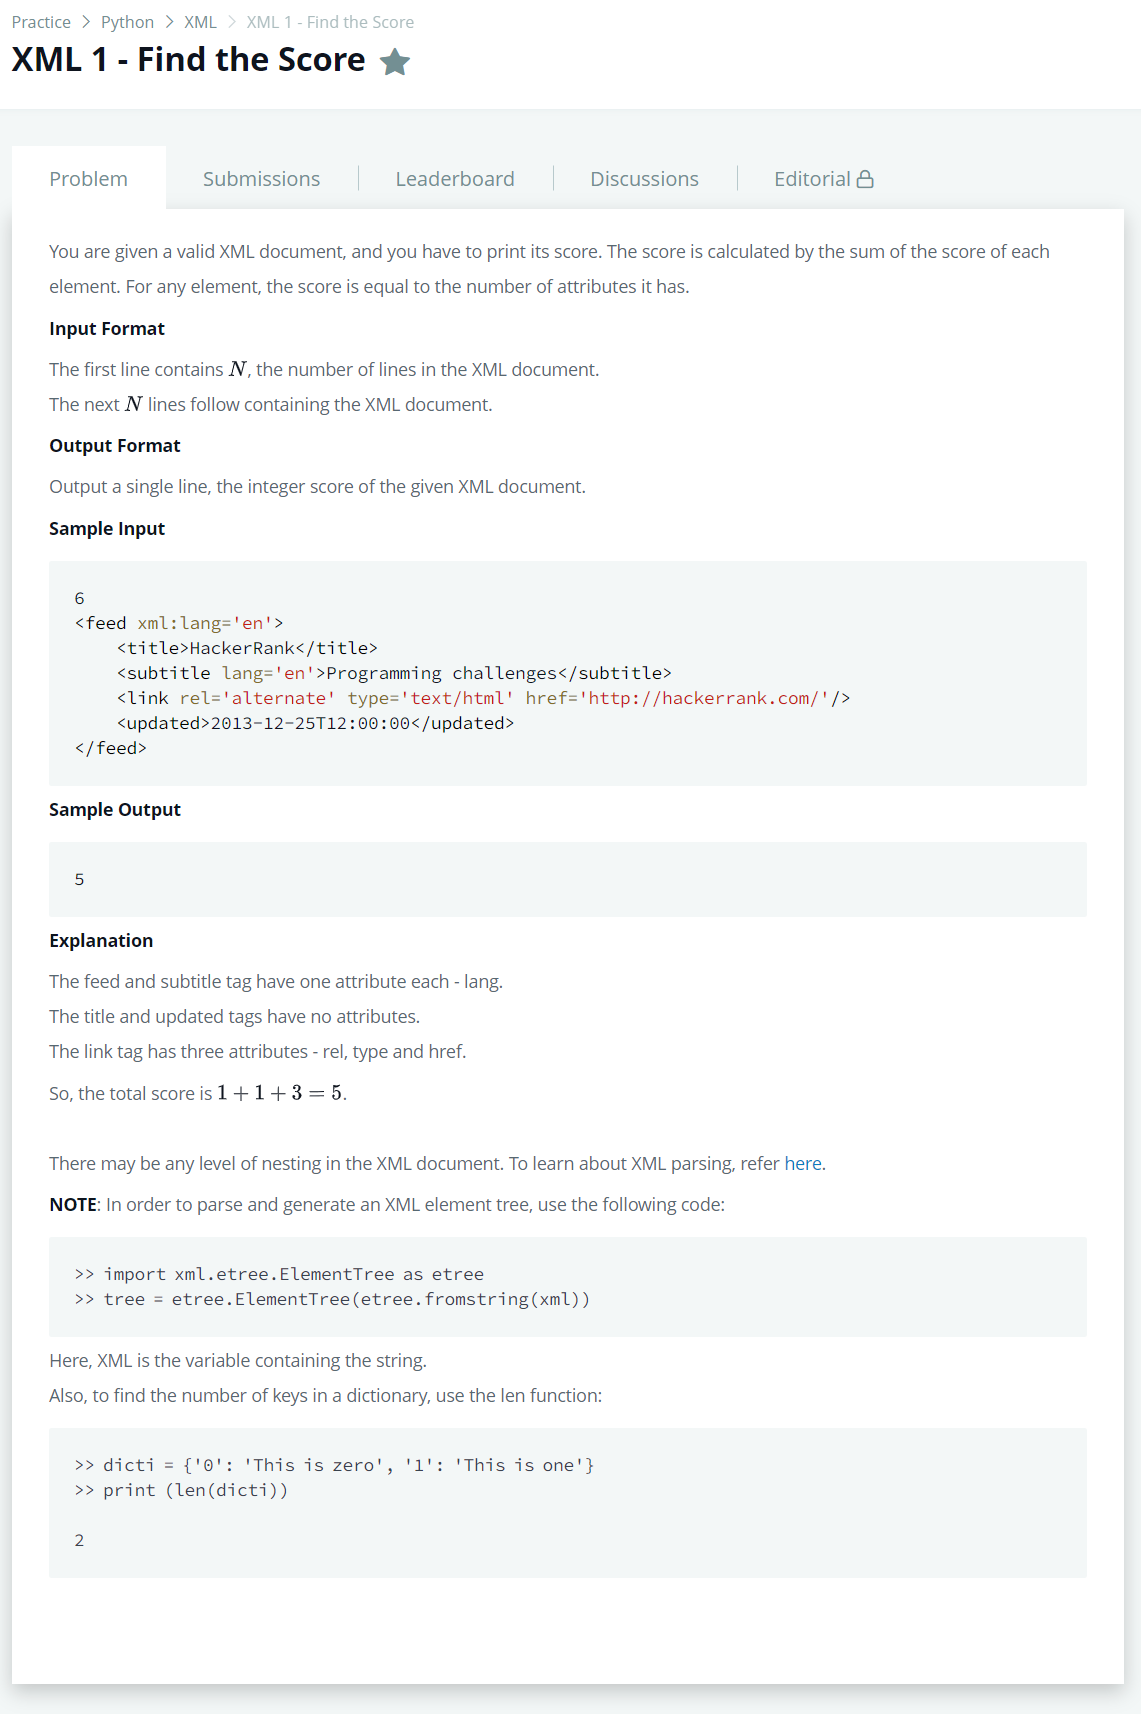 Practice > Python > XML > XML 1 - Find the Score
XML 1 - Find the Score
Problem
Submissions
Leaderboard
Discussions
Editorial
You are given a valid XML document, and you have to print its score. The score is calculated by the sum of the score of each
element. For any element, the score is equal to the number of attributes it has.
Input Format
The first line contains N, the number of lines in the XML document.
The next N lines follow containing the XML document.
Output Format
Output a single line, the integer score of the given XML document.
Sample Input
6
<feed xml:lang='en'>
    <title>HackerRank</title>
    <subtitle lang='en'>Programming challenges</subtitle>
    <link rel='alternate' type='text/html' href='http://hackerrank.com/'/>
    <updated>2013-12-25T12:00:00</updated>
</feed>
Sample Output
5
Explanation
The feed and subtitle tag have one attribute each - lang.
The title and updated tags have no attributes.
The link tag has three attributes - rel, type and href.
So, the total score is 1 + 1 + 3 = 5.
There may be any level of nesting in the XML document. To learn about XML parsing, refer here.
NOTE: In order to parse and generate an XML element tree, use the following code:
>> import xml.etree.ElementTree as etree
>> tree = etree.ElementTree(etree.fromstring(xml))
Here, XML is the variable containing the string.
Also, to find the number of keys in a dictionary, use the len function:
>> dicti = {'0': 'This is zero', '1': 'This is one'}
>> print (len(dicti))
2